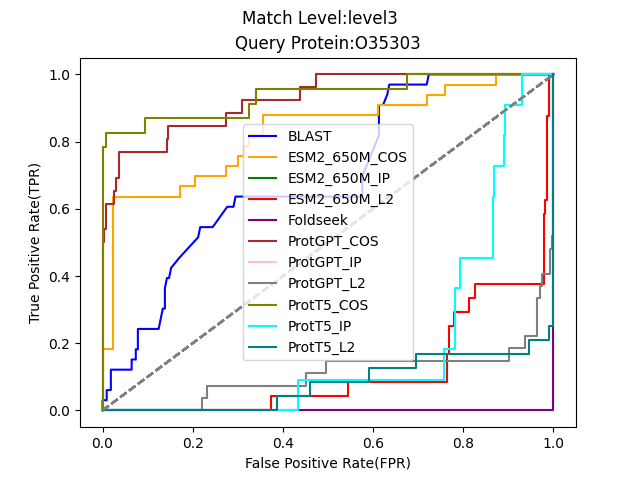 Match Level:level3
Query Protein:O35303
True Positive Rate(TPR)
1.0
0.8
0.6
0.4
0.2
0.0
BLAST
ESM2_650M_COS
ESM2_650M_IP
ESM2_650M_L2
Foldseek
ProtGPT_COS
ProtGPT_IP
ProtGPT_L2
ProtT5_COS
ProtT5_IP
ProtT5_L2
0.0 0.2 0.4 0.6 0.8 1.0
False Positive Rate(FPR)